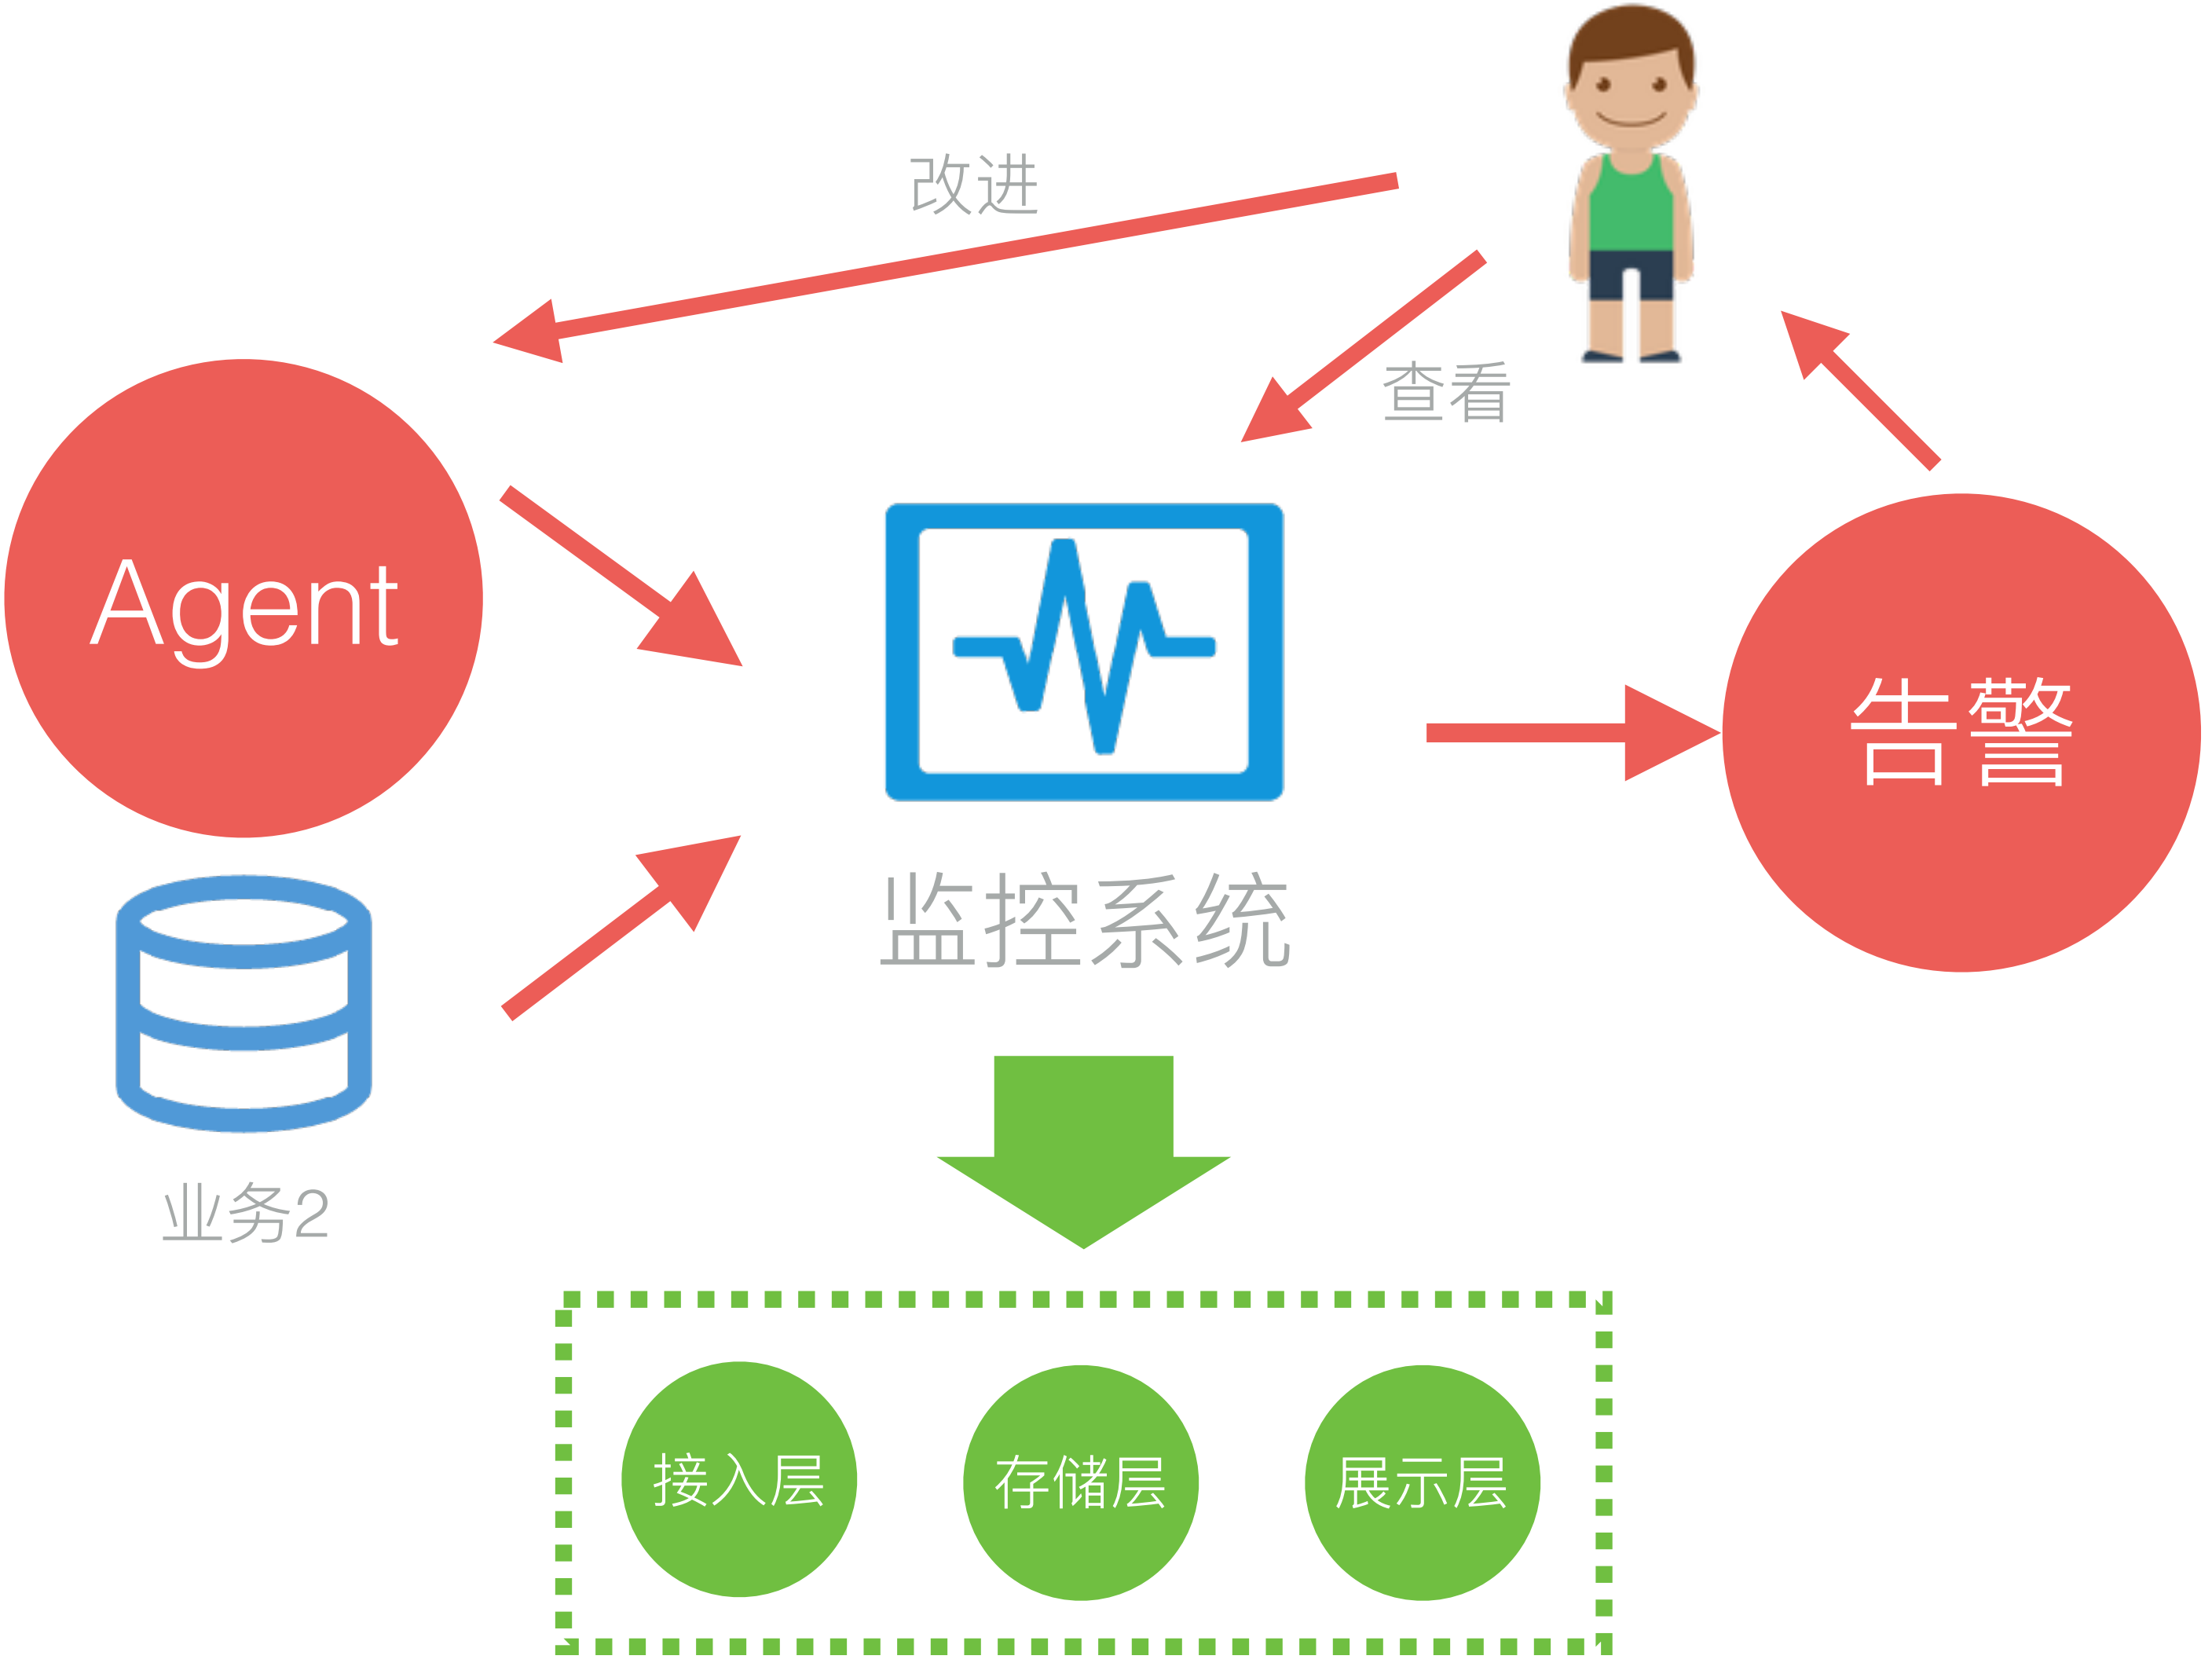 改进
查看
Agent
告警
监控系统
业务2
接入层
存储层
展示层